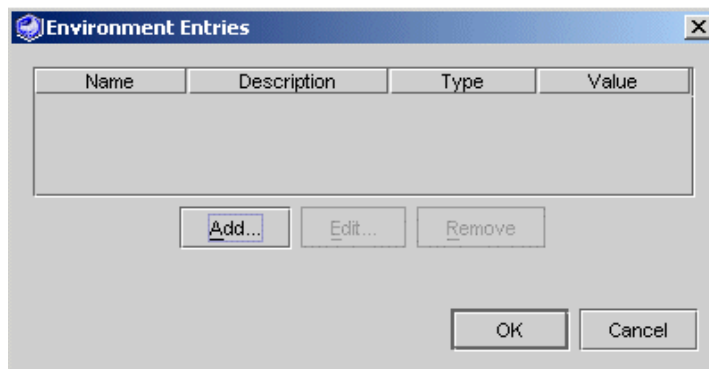 Environment Entries
Name Description Type Value
Add... Edit... Remove
OK Cancel